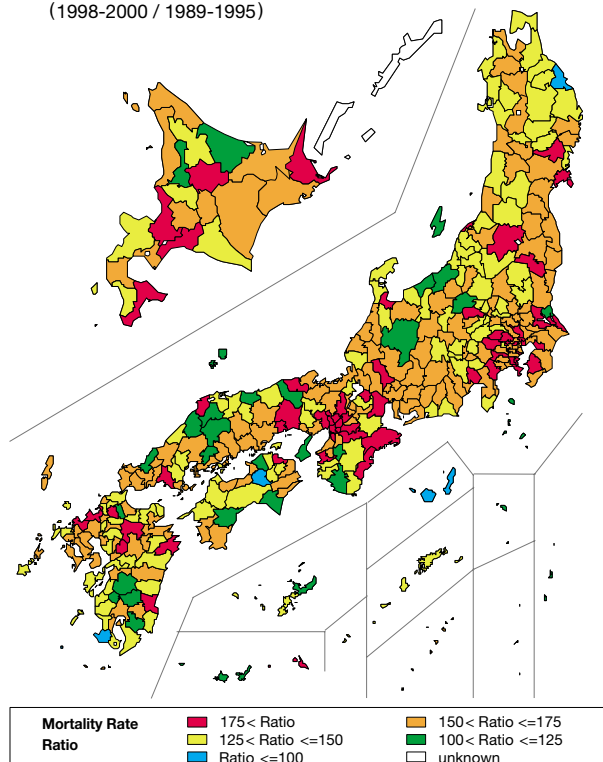 (1998-2000 / 1989-1995)
Mortality Rate
Ratio
175< Ratio
150< Ratio <=175
125< Ratio <=150
100< Ratio <=125
Ratio <=100
unknown